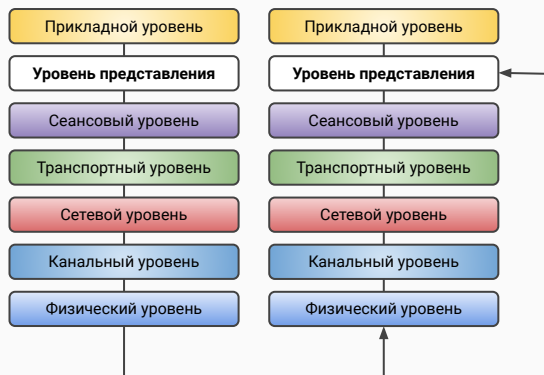 Прикладной уровень
Уровень представления
Сеансовый уровень
Транспортный уровень
Сетевой уровень
Канальный уровень
Физический уровень
Прикладной уровень
Уровень представления
Сеансовый уровень
Транспортный уровень
Сетевой уровень
Канальный уровень
Физический уровень